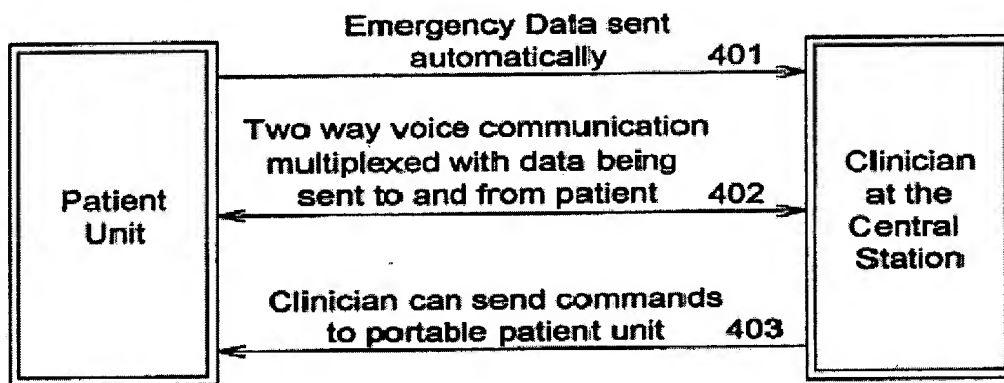 Emergency Data sent
automatically 401
Two way voice communication
multiplexed with data being
sent to and from patient 402
Clinician can send commands
to portable patient unit 403
Patient
Unit
Clinician
at the
Central
Station